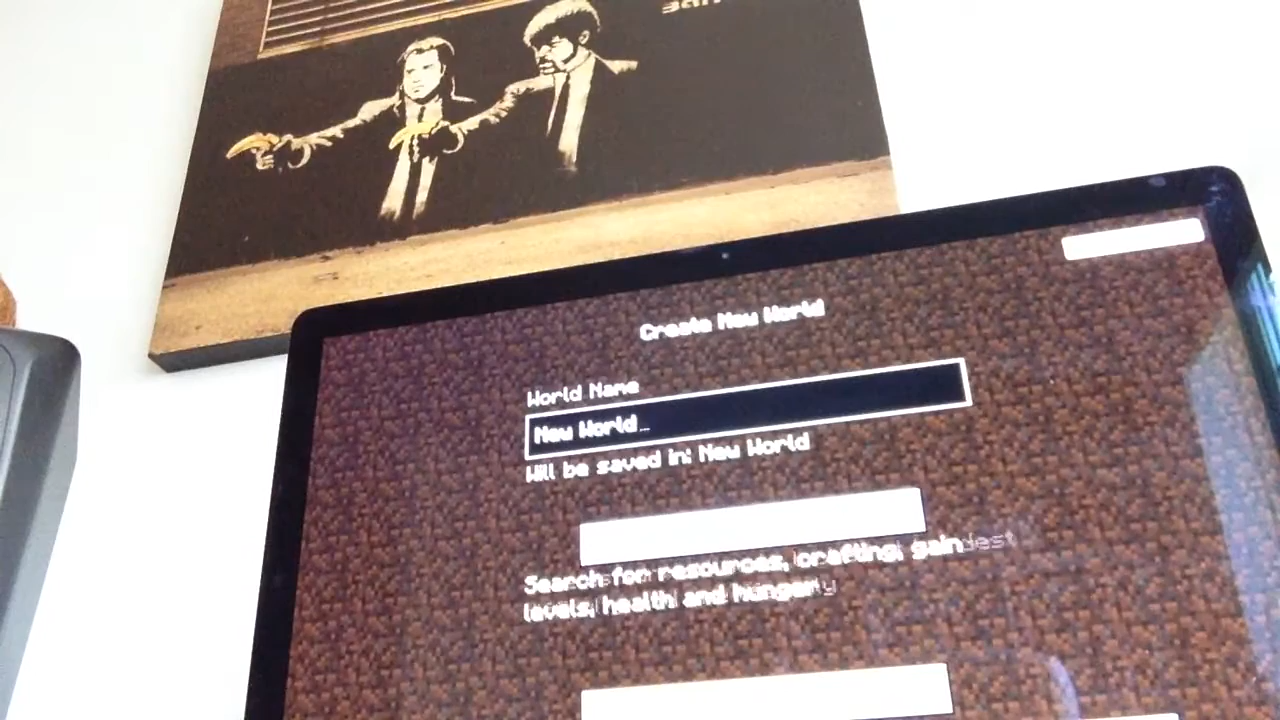 Create New World
World Name
New World_
Will be saved in: New World
Search for resources, crafting, gain
levels, health and hunger